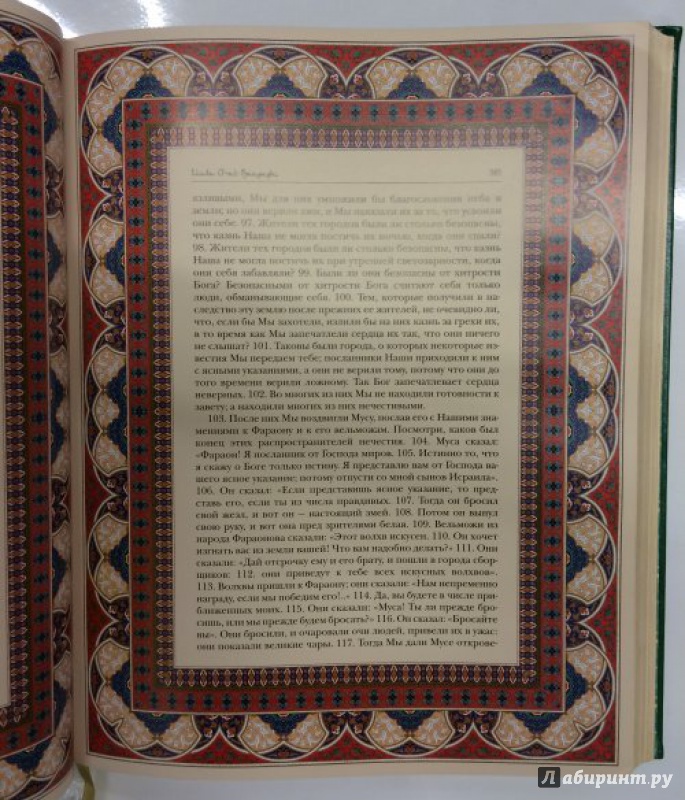 языными, Мы для них умножили бы благословения неба и
земли; но они верили лжи, и Мы наказали их за то, что усвояли
они себе. 97. Жители городов были ли столько безопасны,
что казнь Наша не могла постичь их ночью, когда они спали?
98. Жители тех городов были ли столько безопасны, что казнь
Наша не могла постичь их при утренней светозарности, когда
они себя забавляли? 99. Были ли они безопасны от хитрости
Бога? Безопасными от хитрости Бога считают себя только
люди, обманывающие себя. 100. Тем, которые получили в на-
следство эту землю после прежних ее жителей, не очевидно ли,
что, если бы Мы захотели, излили бы на них казнь за грехи их,
в то время как Мы запечатлели сердца их так, что они ничего
не слышат? 101. Таковы были города, о которых некоторые из-
вестия Мы передаем тебе; посланники Наши приходили к ним
с ясными указаниями, а они не верили тому, потому что они до
того времени верили ложному. Так Бог запечатлевает сердца
неверных. 102. Во многих из них Мы не находили готовности к
завету; а находили многих из них нечестивыми.
103. После них Мы воздвигли Мусу, послав его с Нашими зна-
мениями к Фараону и к его вельможам. Посмотри, каков был
конец этих распространителей нечестия. 104. Муса сказал:
«Фараон! Я посланник от Господа миров. 105. Истинно то, что
я скажу о Боге только истину. Я представлю вам от Господа на-
шего ясное указание; потому отпусти со мной сынов Исраила».
106. Он сказал: «Если представишь ясное указание, то пред-
ставь его, если ты из числа правдивых. 107. Тогда он бросил
свой жезл, и вот он – настоящий змей. 108. Потом он вынул
свою руку, и вот она пред зрителями белая. 109. Вельможи из
народа Фараонова сказали: «Этот волхв искусен. 110. Он хочет
изгнать вас из земли вашей! Что вам надобно делать?» 111. Они
сказали: «Дай отсрочку ему и его брату, и пошли в города сбор-
щиков: 112. они приведут к тебе всех искусных волхвов».
113. Волхвы пришли к Фараону; они сказали: «Нам непременно
награду, если мы победим его!..» 114. Да, вы будете в числе при-
ближенных моих. 115. Они сказали: «Муса! Ты ли прежде бро-
сишь, или мы прежде будем бросать?» 116. Он сказал: «Бросайте
вы». Они бросили, и очаровали очи людей, привели их в ужас:
они показали великие чары. 117. Тогда Мы дали Мусе открове-
Лабиринт.ру